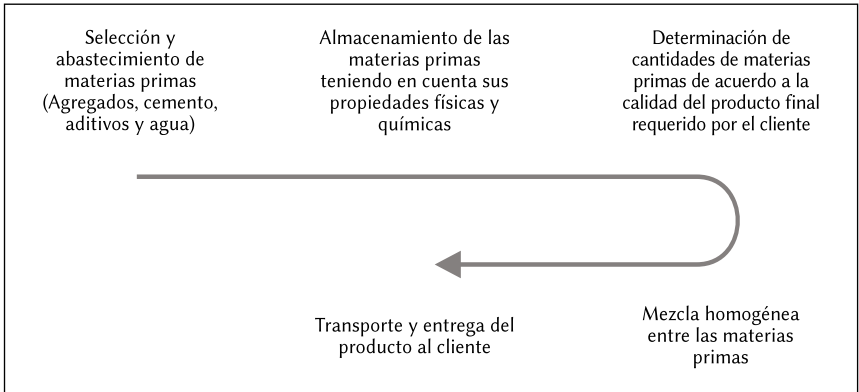 Selección y
abastecimiento de
materias primas
(Agregados, cemento,
aditivos y agua)
Almacenamiento de las
materias primas
teniendo en cuenta sus
propiedades físicas y
químicas
Determinación de
cantidades de materias
primas de acuerdo a la
calidad del producto final
requerido por el cliente
Mezcla homogénea
entre las materias
primas
Transporte y entrega del
producto al cliente